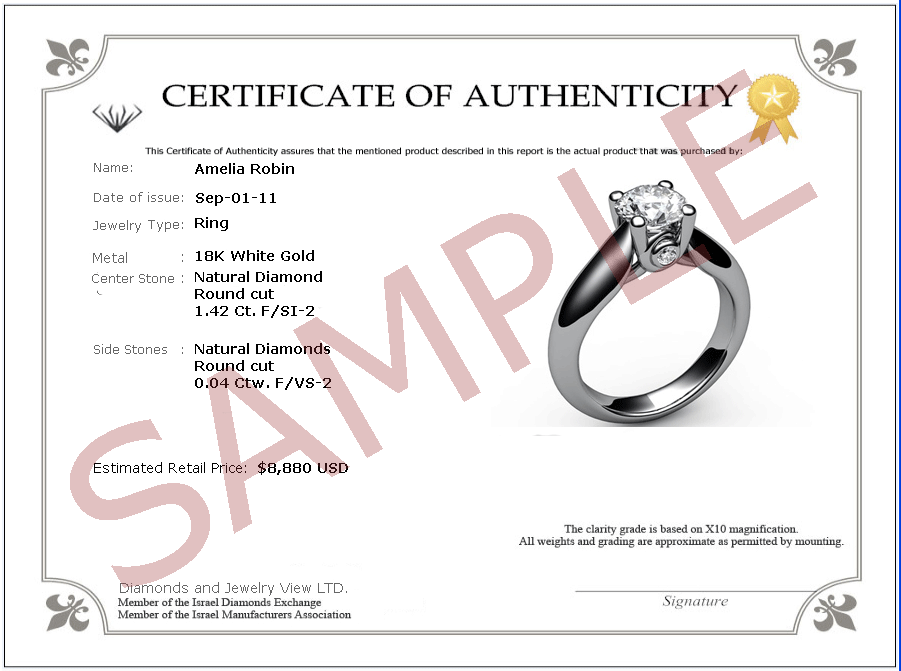 CERTIFICATE OF AUTHENTICITY
This Certificate of Authenticity assures that the mentioned product described in this report is the actual product that was purchased by:
Name: Amelia Robin
Date of issue: Sep-01-11
Jewelry Type: Ring
Metal : 18K White Gold
Center Stone : Natural Diamond
Round cut
1.42 Ct. F/SI-2
Side Stones : Natural Diamonds
Round cut
0.04 Ctw. F/VS-2
Estimated Retail Price: $8,880 USD
SAMPLE
The clarity grade is based on X10 magnification.
All weights and grading are approximate as permitted by mounting.
Diamonds and Jewelry View LTD.
Member of the Israel Diamonds Exchange
Member of the Israel Manufacturers Association
Signature